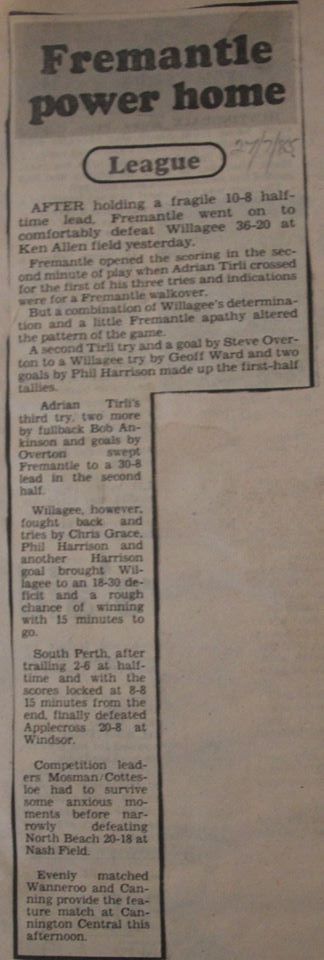 Fremantle
power home
League
27/7/85
AFTER holding a fragile 10-8 half-
time lead, Fremantle went on to
comfortably defeat Willagee 36-20 at
Ken Allen field yesterday.
Fremantle opened the scoring in the sec-
ond minute of play when Adrian Tirli crossed
for the first of his three tries and indications
were for a Fremantle walkover.
But a combination of Willagee's determina-
tion and a little Fremantle apathy altered
the pattern of the game.
A second Tirli try and a goal by Steve Over-
ton to a Willagee try by Geoff Ward and two
goals by Phil Harrison made up the first-half
tallies.
Adrian Tirli's
third try, two more
by fullback Bob An-
kinson and goals by
Overton swept
Fremantle to a 30-8
lead in the second
half.
Willagee, however,
fought back and
tries by Chris Grace,
Phil Harrison and
another Harrison
goal brought Wil-
lagee to an 18-30 de-
ficit and a rough
chance of winning
with 15 minutes to
go.
South Perth, after
trailing 2-6 at half-
time and with the
scores locked at 8-8
15 minutes from the
end, finally defeated
Applecross 20-8 at
Windsor.
Competition lead-
ers Mosman/Cottes-
loe had to survive
some anxious mo-
ments before nar-
rowly defeating
North Beach 20-18 at
Nash Field.
Evenly matched
Wanneroo and Can-
ning provide the fea-
ture match at Can-
nington Central this
afternoon.